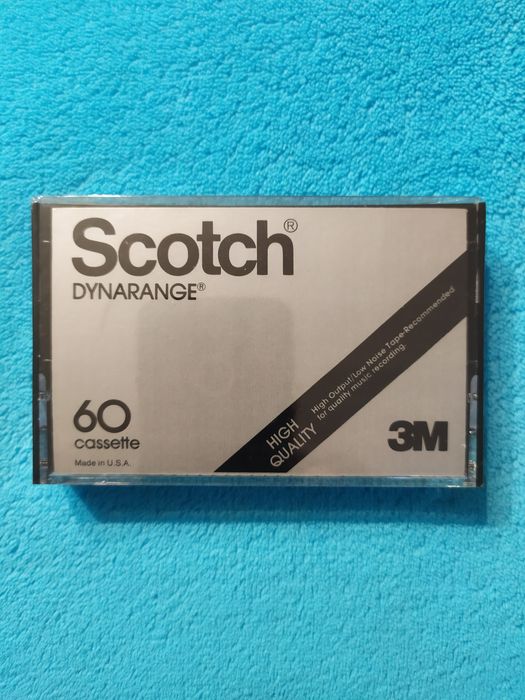 Scotch®
DYNARANGE®
High Output/Low Noise Tape-Recommended
for quality music recording.
HIGH
QUALITY
60
cassette
Made in U.S.A.
3M